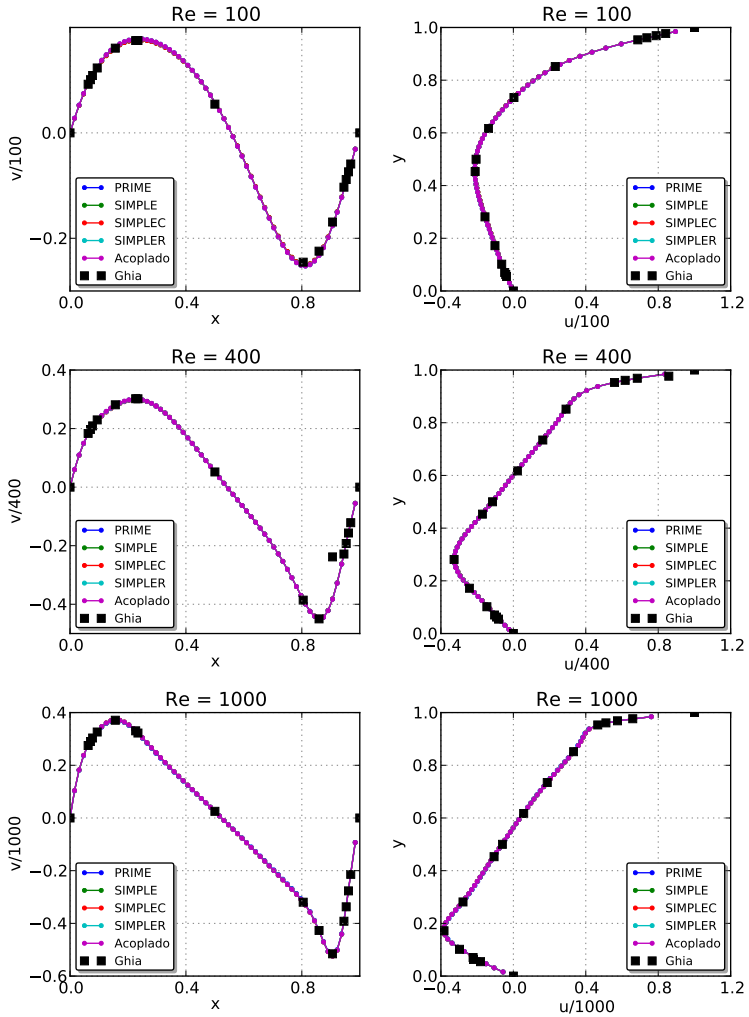 Re = 100
v/100
0.0
−0.2
0.0
0.4
0.8
x
PRIME
SIMPLE
SIMPLEC
SIMPLER
Acoplado
Ghia
Re = 100
y
1.0
0.8
0.6
0.4
0.2
0.0
−0.4
0.0
0.4
0.8
1.2
u/100
PRIME
SIMPLE
SIMPLEC
SIMPLER
Acoplado
Ghia
Re = 400
v/400
0.4
0.2
0.0
−0.2
−0.4
0.0
0.4
0.8
x
PRIME
SIMPLE
SIMPLEC
SIMPLER
Acoplado
Ghia
Re = 400
y
1.0
0.8
0.6
0.4
0.2
0.0
−0.4
0.0
0.4
0.8
1.2
u/400
PRIME
SIMPLE
SIMPLEC
SIMPLER
Acoplado
Ghia
Re = 1000
v/1000
0.4
0.2
0.0
−0.2
−0.4
−0.6
0.0
0.4
0.8
x
PRIME
SIMPLE
SIMPLEC
SIMPLER
Acoplado
Ghia
Re = 1000
y
1.0
0.8
0.6
0.4
0.2
0.0
−0.4
0.0
0.4
0.8
1.2
u/1000
PRIME
SIMPLE
SIMPLEC
SIMPLER
Acoplado
Ghia